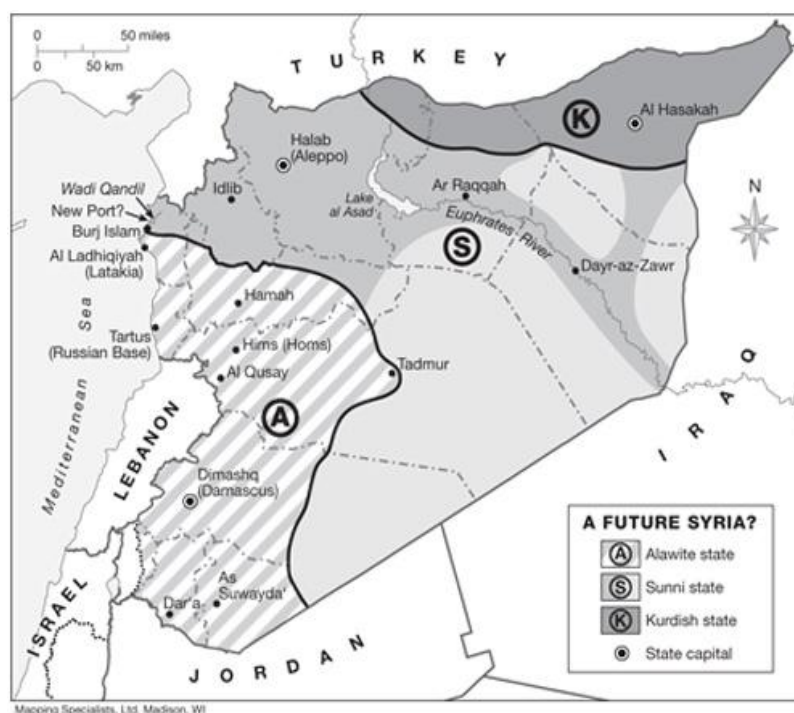 0 50 miles
0 50 km
TURKEY
K
Al Hasakah
Halab
(Aleppo)
Wadi Qandil
Idlib
New Port?
Burj Islam
Al Ladhiqiyah
(Latakia)
Lake
al Asad
Ar Raqqah
Euphrates River
S
N
Dayr-az-Zawr
Hamah
Mediterranean Sea
Tartus
(Russian Base)
Hims (Homs)
Al Qusay
Tadmur
IRAQ
LEBANON
A
Dimashq
(Damascus)
As
Suwayda'
Dar'a
ISRAEL
JORDAN
A FUTURE SYRIA?
A Alawite state
S Sunni state
K Kurdish state
State capital
Mapping Specialists, Ltd. Madison, WI